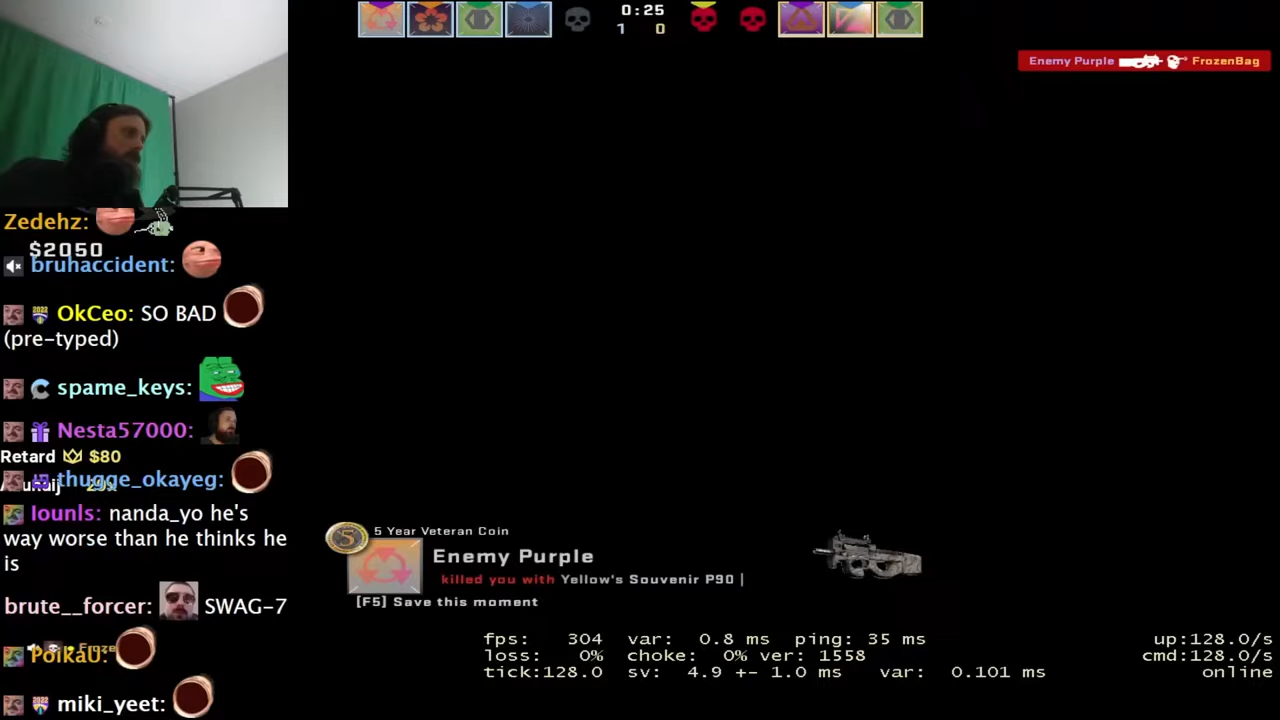 0:25
1 0
Enemy Purple FrozenBag
Zedehz:
$2050
bruhaccident:
OkCeo: SO BAD
(pre-typed)
spame_keys:
Nesta57000:
Retard $80
thugge_okayeg:
lounls: nanda_yo he's
way worse than he thinks he
is
brute__forcer: SWAG-7
PolkaU:
miki_yeet:
5 Year Veteran Coin
Enemy Purple
killed you with Yellow's Souvenir P90 |
[F5] Save this moment
fps: 304 var: 0.8 ms ping: 35 ms
loss: 0% choke: 0% ver: 1558
tick:128.0 sv: 4.9 +- 1.0 ms var: 0.101 ms
up:128.0/s
cmd:128.0/s
online